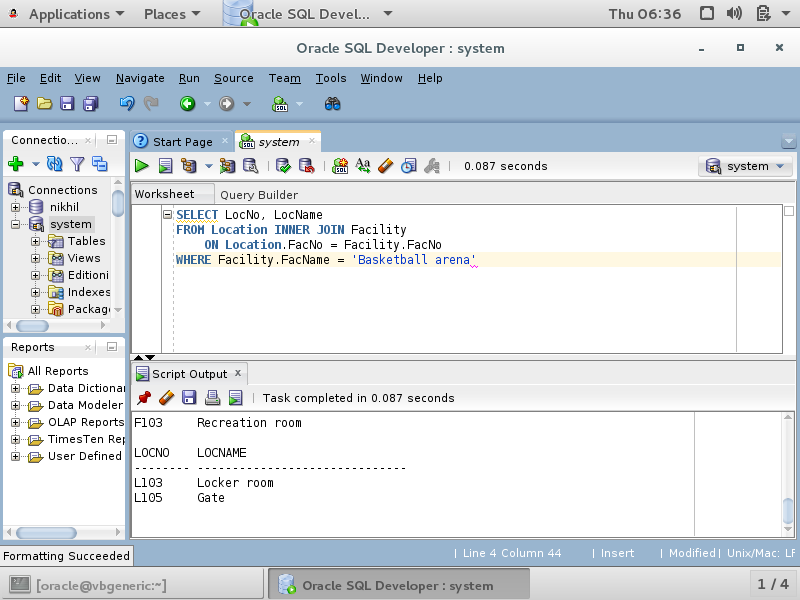 Applications Places Oracle SQL Devel... Thu 06:36
Oracle SQL Developer : system
File Edit View Navigate Run Source Team Tools Window Help
Connectio...
Connections
nikhil
system
Tables
Views
Editioni
Indexes
Packag
Reports
All Reports
Data Dictionar
Data Modeler
OLAP Reports
TimesTen Rep
User Defined
Start Page
system
0.087 seconds
system
Worksheet Query Builder
SELECT LocNo, LocName
FROM Location INNER JOIN Facility
ON Location.FacNo = Facility.FacNo
WHERE Facility.FacName = 'Basketball arena'
Script Output x
Task completed in 0.087 seconds
F103 Recreation room
LOCNO LOCNAME
-------- ------------------------------
L103 Locker room
L105 Gate
Formatting Succeeded
Line 4 Column 44 | Insert | Modified | Unix/Mac: LF
[oracle@vbgeneric:~]
Oracle SQL Developer : system
1 / 4